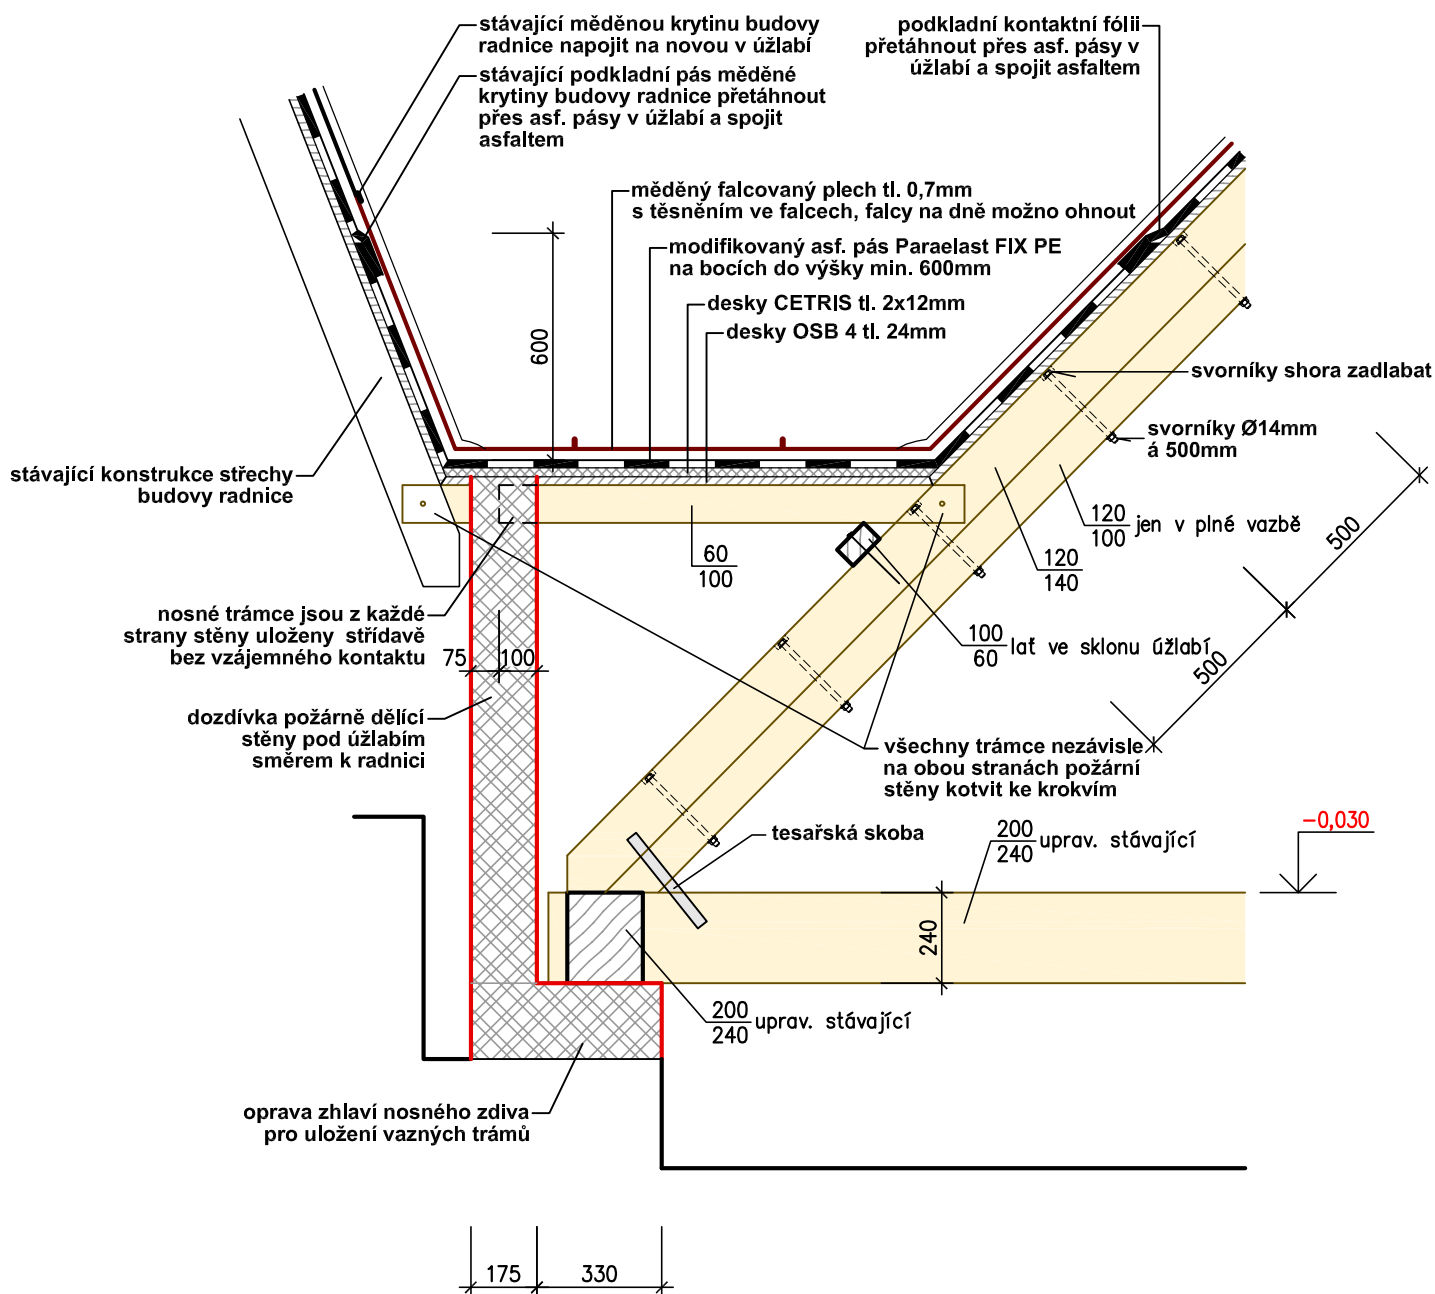 stávající měděnou krytinu budovy
radnice napojit na novou v úžlabí
stávající podkladní pás měděné
krytiny budovy radnice přetáhnout
přes asf. pásy v úžlabí a spojit
asfaltem
podkladní kontaktní fólii
přetáhnout přes asf. pásy v
úžlabí a spojit asfaltem
měděný falcovaný plech tl. 0,7mm
s těsněním ve falcech, falcy na dně možno ohnout
modifikovaný asf. pás Paraelast FIX PE
na bocích do výšky min. 600mm
desky CETRIS tl. 2x12mm
desky OSB 4 tl. 24mm
600
svorníky shora zadlabat
svorníky Ø14mm
á 500mm
stávající konstrukce střechy
budovy radnice
120
100
jen v plné vazbě
120
140
500
500
60
100
100
60
lať ve sklonu úžlabí
nosné trámce jsou z každé
strany stěny uloženy střídavě
bez vzájemného kontaktu
75
100
dozdívka požárně dělící
stěny pod úžlabím
směrem k radnici
všechny trámce nezávisle
na obou stranách požární
stěny kotvit ke krokvím
tesařská skoba
200
240
uprav. stávající
-0,030
240
200
240
uprav. stávající
oprava zhlaví nosného zdiva
pro uložení vazných trámů
175
330